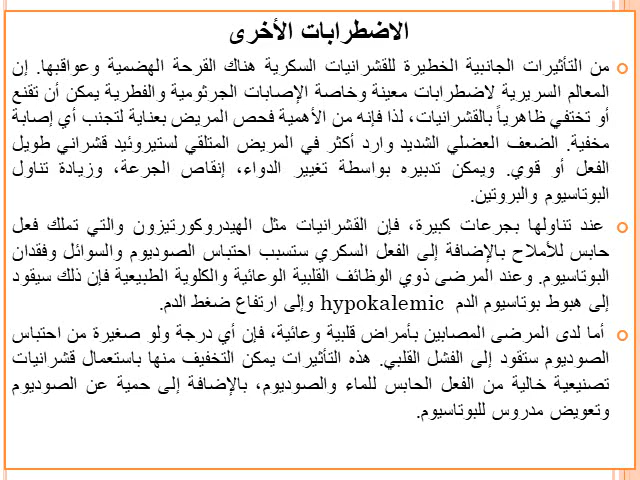 الاضطرابات الأخرى
من التأثيرات الجانبية الخطيرة للقشرانيات السكرية هناك القرحة الهضمية وعواقبها. إن
المعالم السريرية لاضطرابات معينة وخاصة الإصابات الجرثومية والفطرية يمكن أن تقنع
أو تختفي ظاهرياً بالقشرانيات، لذا فإنه من الأهمية فحص المريض بعناية لتجنب أي إصابة
مخفية. الضعف العضلي الشديد وارد أكثر في المريض المتلقي لستيروئيد قشراني طويل
الفعل أو قوي. ويمكن تدبيره بواسطة تغيير الدواء، إنقاص الجرعة، وزيادة تناول
البوتاسيوم والبروتين.
عند تناولها بجرعات كبيرة، فإن القشرانيات مثل الهيدروكورتيزون والتي تملك فعل
حابس للأملاح بالإضافة إلى الفعل السكري ستسبب احتباس الصوديوم والسوائل وفقدان
البوتاسيوم. وعند المرضى ذوي الوظائف القلبية الوعائية والكلوية الطبيعية فإن ذلك سيقود
إلى هبوط بوتاسيوم الدم hypokalemic وإلى ارتفاع ضغط الدم.
أما لدى المرضى المصابين بأمراض قلبية وعائية، فإن أي درجة ولو صغيرة من احتباس
الصوديوم ستقود إلى الفشل القلبي. هذه التأثيرات يمكن التخفيف منها باستعمال قشرانيات
تصنيعية خالية من الفعل الحابس للماء والصوديوم، بالإضافة إلى حمية عن الصوديوم
وتعويض مدروس للبوتاسيوم.